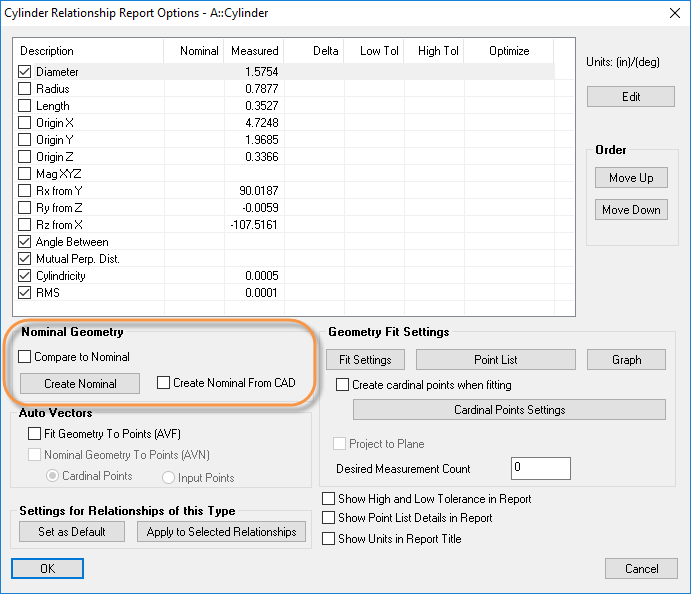 Cylinder Relationship Report Options - A::Cylinder
Description Nominal Measured Delta Low Tol High Tol Optimize
Diameter 1.5754
Radius 0.7877
Length 0.3527
Origin X 4.7248
Origin Y 1.9685
Origin Z 0.3366
Mag XYZ
Rx from Y 90.0187
Ry from Z -0.0059
Rz from X -107.5161
Angle Between
Mutual Perp. Dist.
Cylindricity 0.0005
RMS 0.0001
Units: (in)/(deg)
Edit
Order
Move Up
Move Down
Nominal Geometry
Compare to Nominal
Create Nominal Create Nominal From CAD
Auto Vectors
Fit Geometry To Points (AVF)
Nominal Geometry To Points (AVN)
Cardinal Points Input Points
Settings for Relationships of this Type
Set as Default Apply to Selected Relationships
Geometry Fit Settings
Fit Settings Point List Graph
Create cardinal points when fitting
Cardinal Points Settings
Project to Plane
Desired Measurement Count 0
Show High and Low Tolerance in Report
Show Point List Details in Report
Show Units in Report Title
OK Cancel